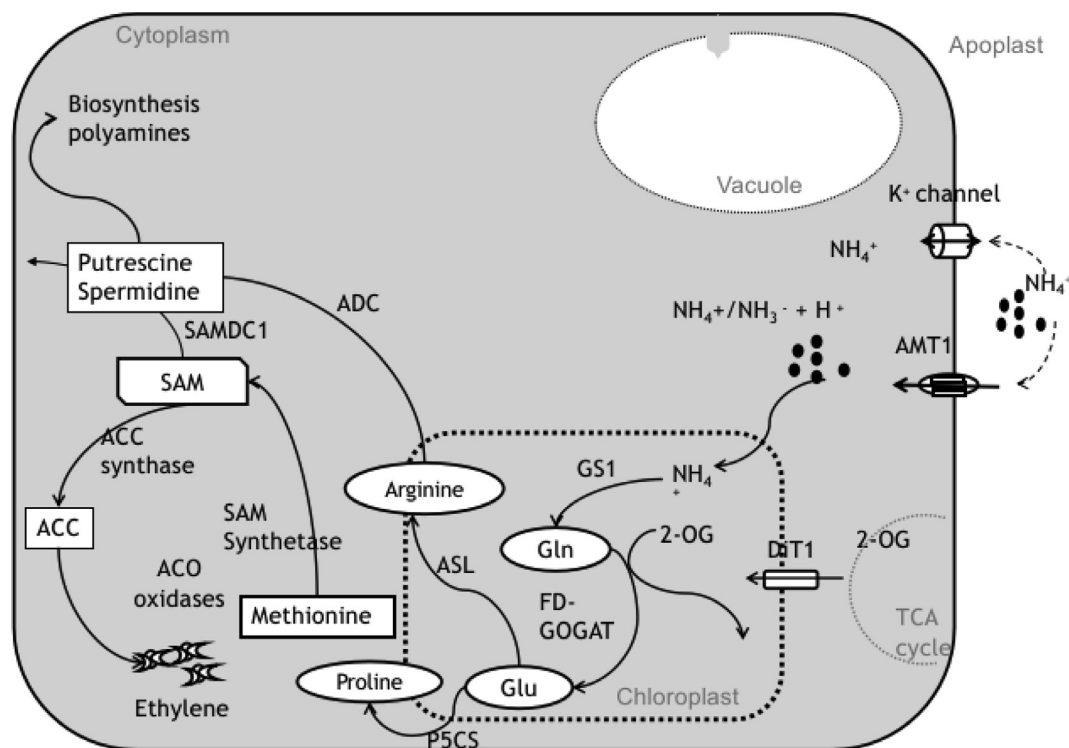 Cytoplasm
Apoplast
Biosynthesis
polyamines
Vacuole
K⁺ channel
NH₄⁺
NH₄⁺
Putrescine
Spermidine
ADC
NH₄+/NH₃⁻ + H⁺
SAMDC1
AMT1
SAM
ACC
synthase
GS1
NH₄
+
Arginine
ACC
SAM
Synthetase
Gln
2-OG
DiT1
2-OG
ASL
ACO
oxidases
Methionine
FD-
GOGAT
TCA
cycle
Proline
Glu
Chloroplast
Ethylene
P5CS